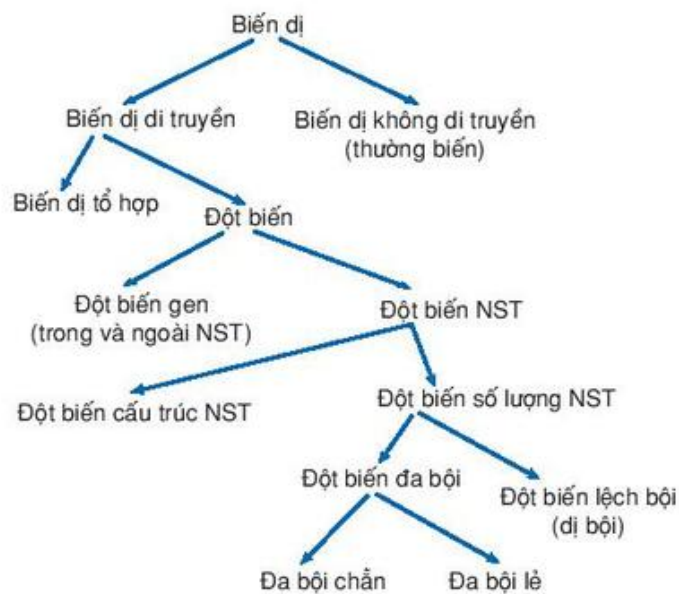 Biến dị
Biến dị di truyền
Biến dị không di truyền
(thường biến)
Biến dị tổ hợp
Đột biến
Đột biến gen
(trong và ngoài NST)
Đột biến NST
Đột biến cấu trúc NST
Đột biến số lượng NST
Đột biến đa bội
Đột biến lệch bội
(dị bội)
Đa bội chẵn
Đa bội lẻ